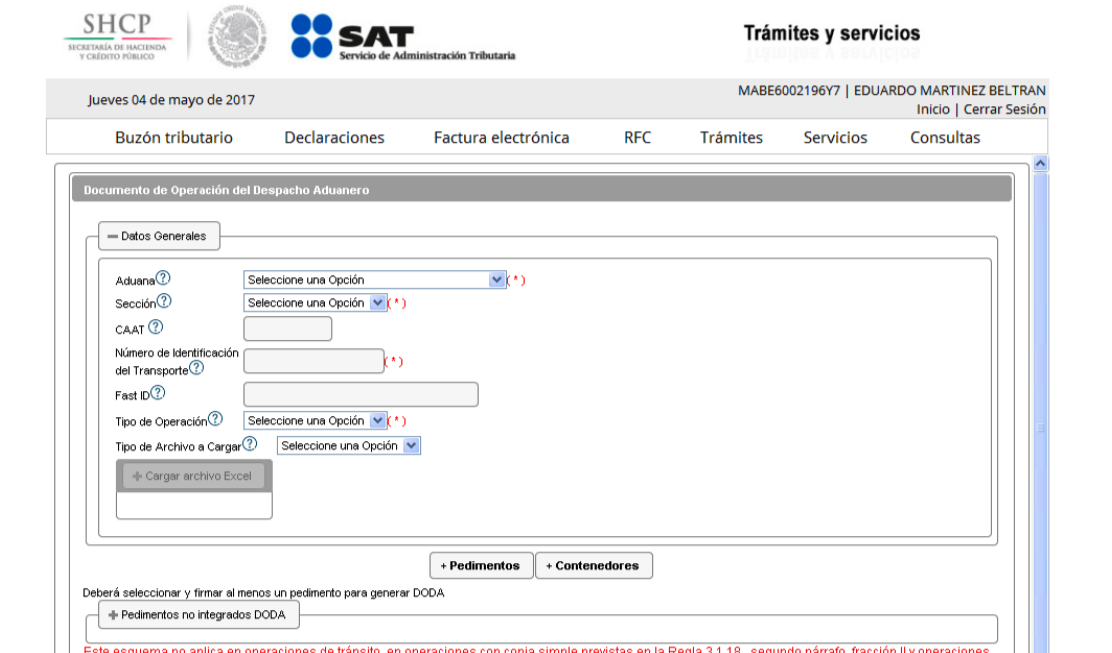 SHCP
SECRETARÍA DE HACIENDA
Y CRÉDITO PÚBLICO
SAT
Servicio de Administración Tributaria
Trámites y servicios
Jueves 04 de mayo de 2017
MABE6002196Y7 | EDUARDO MARTINEZ BELTRAN
Inicio | Cerrar Sesión
Buzón tributario Declaraciones Factura electrónica RFC Trámites Servicios Consultas
Documento de Operación del Despacho Aduanero
Datos Generales
Aduana ? Seleccione una Opción (*)
Sección ? Seleccione una Opción (*)
CAAT ?
Número de Identificación
del Transporte ? (*)
Fast ID ?
Tipo de Operación ? Seleccione una Opción (*)
Tipo de Archivo a Cargar ? Seleccione una Opción
+ Cargar archivo Excel
+ Pedimentos + Contenedores
Deberá seleccionar y firmar al menos un pedimento para generar DODA
+ Pedimentos no integrados DODA
Este esquema no aplica en operaciones de tránsito, en operaciones con copia simple previstas en la Regla 3.1.18., segundo párrafo, fracción II y operaciones